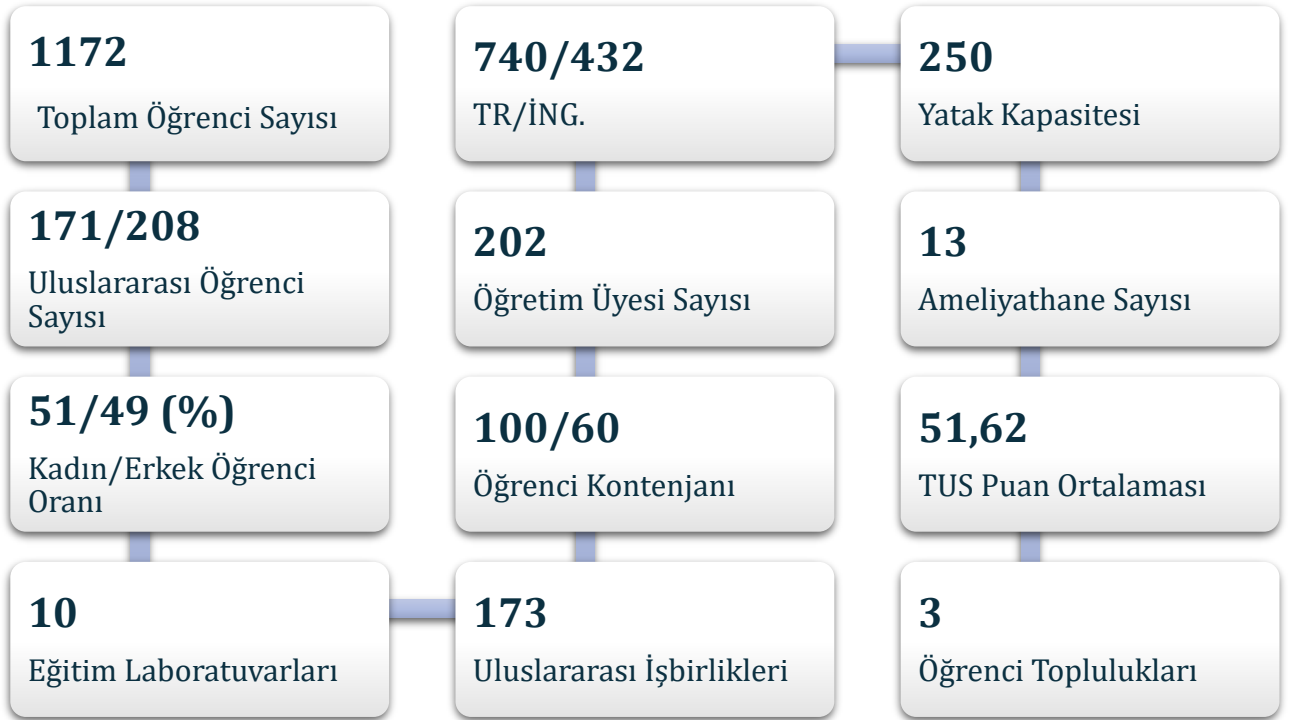 1172
Toplam Öğrenci Sayısı
171/208
Uluslararası Öğrenci
Sayısı
51/49 (%)
Kadın/Erkek Öğrenci
Oranı
10
Eğitim Laboratuvarları
173
Uluslararası İşbirlikleri
100/60
Öğrenci Kontenjanı
202
Öğretim Üyesi Sayısı
740/432
TR/İNG.
250
Yatak Kapasitesi
13
Ameliyathane Sayısı
51,62
TUS Puan Ortalaması
3
Öğrenci Toplulukları